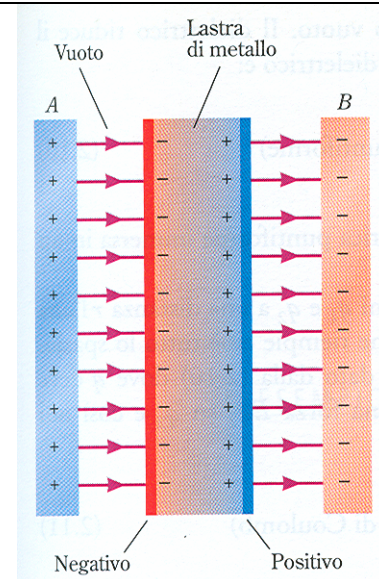 Lastra
di metallo
Vuoto
A
B
+ − + −
+ − + −
+ − + −
+ − + −
+ − + −
+ − + −
+ − + −
+ − + −
+ − + −
+ − + −
Negativo
Positivo